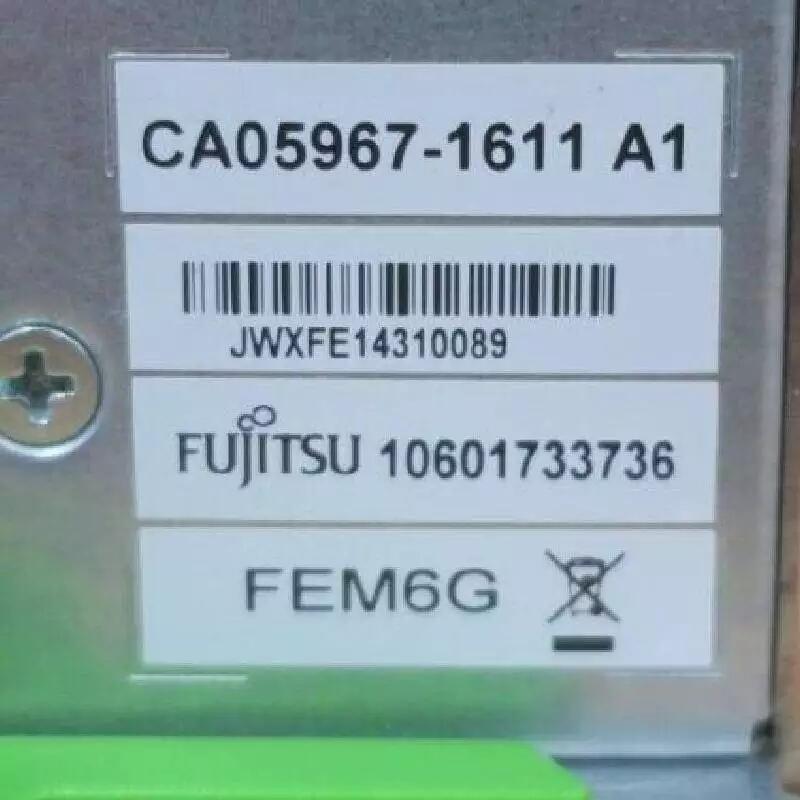 CA05967-1611 A1
JWXFE14310089
FUJITSU 10601733736
FEM6G